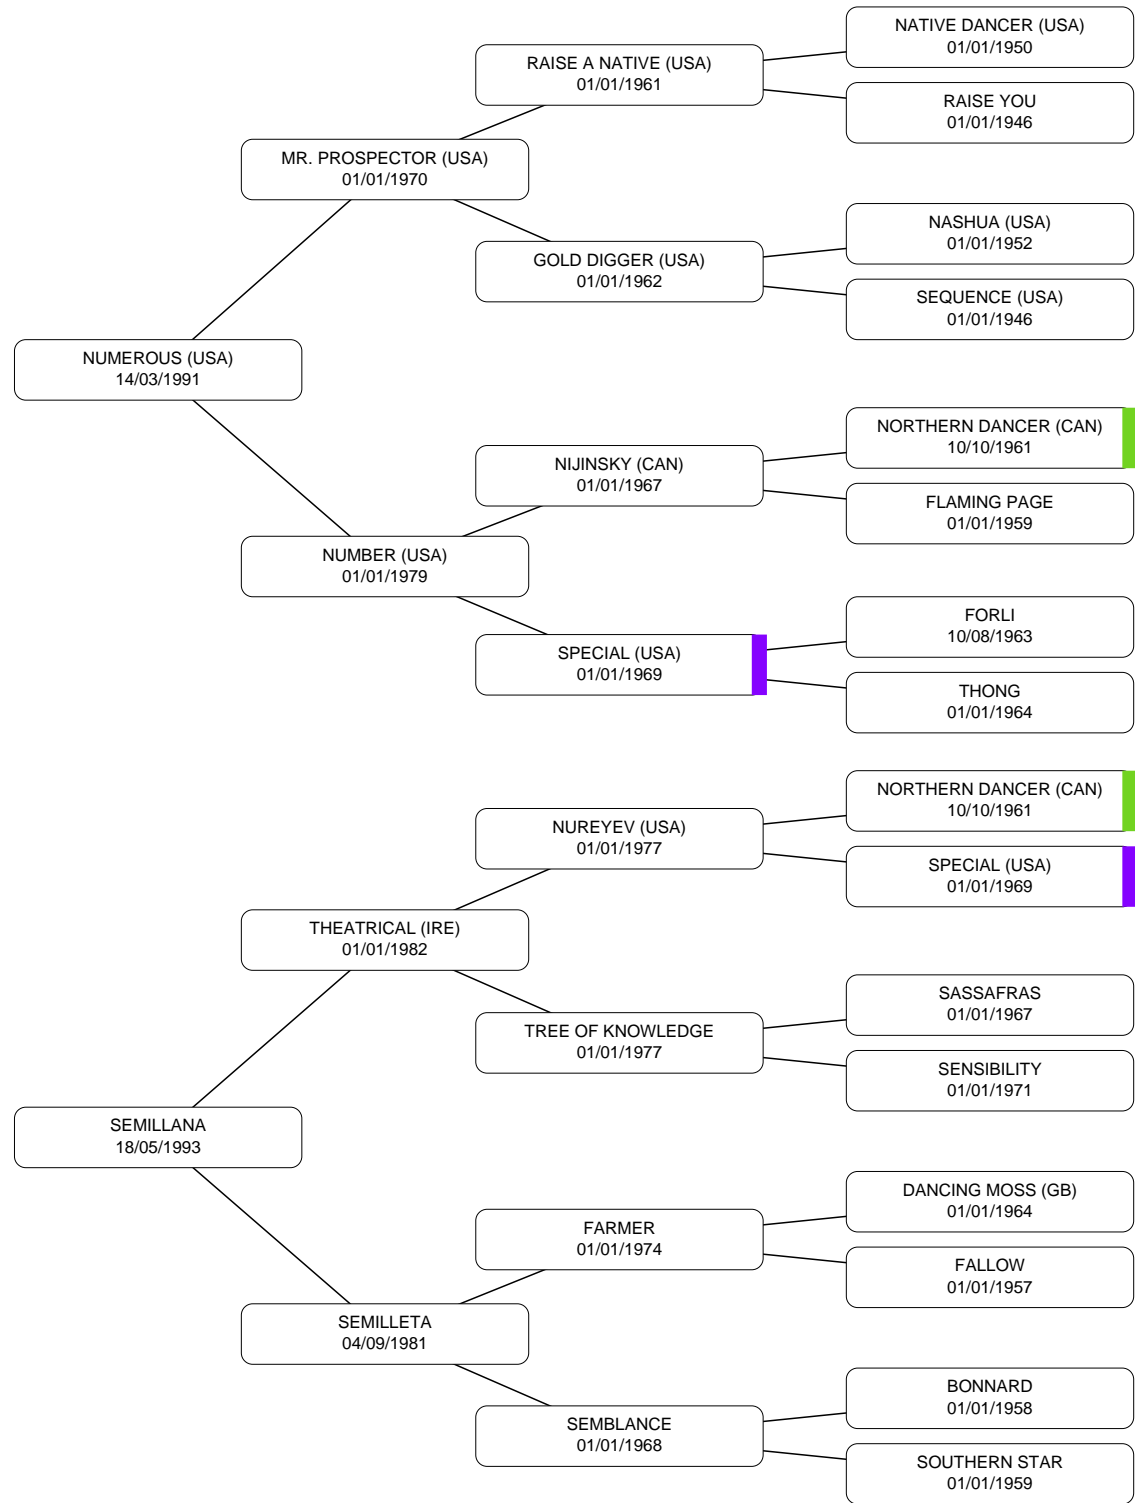 NATIVE DANCER (USA)
01/01/1950
RAISE A NATIVE (USA)
01/01/1961
RAISE YOU
01/01/1946
MR. PROSPECTOR (USA)
01/01/1970
NASHUA (USA)
01/01/1952
GOLD DIGGER (USA)
01/01/1962
SEQUENCE (USA)
01/01/1946
NUMEROUS (USA)
14/03/1991
NORTHERN DANCER (CAN)
10/10/1961
NIJINSKY (CAN)
01/01/1967
FLAMING PAGE
01/01/1959
NUMBER (USA)
01/01/1979
FORLI
10/08/1963
SPECIAL (USA)
01/01/1969
THONG
01/01/1964
NORTHERN DANCER (CAN)
10/10/1961
NUREYEV (USA)
01/01/1977
SPECIAL (USA)
01/01/1969
THEATRICAL (IRE)
01/01/1982
SASSAFRAS
01/01/1967
TREE OF KNOWLEDGE
01/01/1977
SENSIBILITY
01/01/1971
SEMILLANA
18/05/1993
DANCING MOSS (GB)
01/01/1964
FARMER
01/01/1974
FALLOW
01/01/1957
SEMILLETA
04/09/1981
BONNARD
01/01/1958
SEMBLANCE
01/01/1968
SOUTHERN STAR
01/01/1959